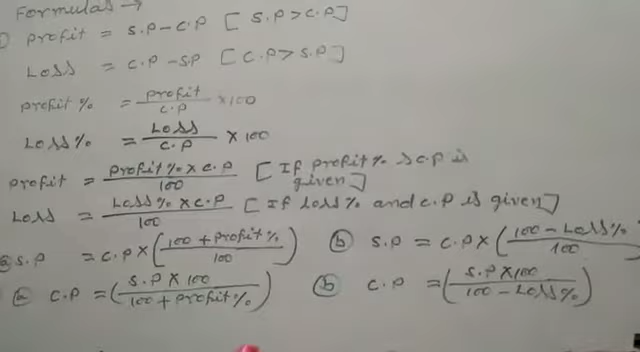 Formulas →
1) Profit = S.P - C.P [S.P > C.P]
Loss = C.P - S.P [C.P > S.P]
Profit % = Profit / C.P × 100
Loss % = Loss / C.P × 100
Profit = Profit % × C.P / 100 [If profit % & C.P is given]
Loss = Loss % × C.P / 100 [If loss % and C.P is given]
(a) S.P = C.P × (100 + Profit % / 100) (b) S.P = C.P × (100 - Loss % / 100)
(a) C.P = (S.P × 100 / 100 + Profit %) (b) C.P = (S.P × 100 / 100 - Loss %)